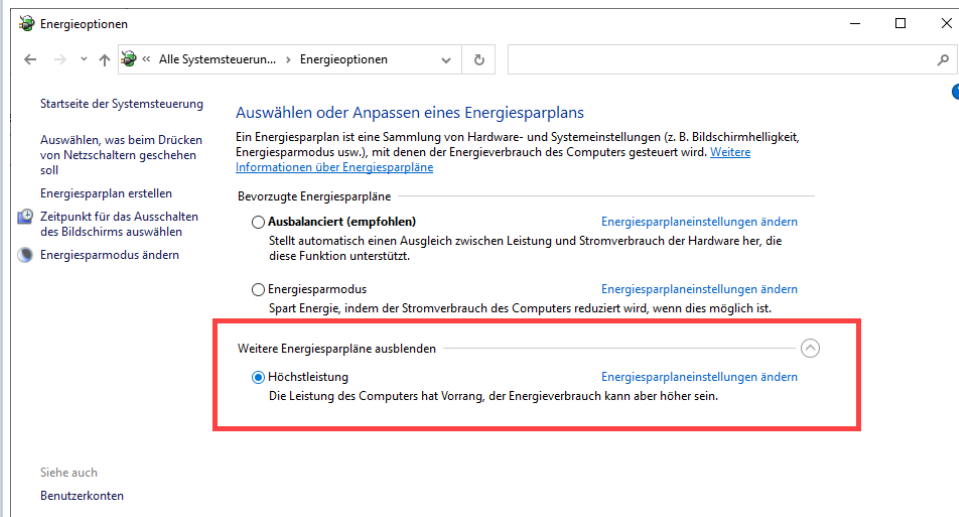 Energieoptionen
« Alle Systemsteuerun... › Energieoptionen
Startseite der Systemsteuerung
Auswählen, was beim Drücken
von Netzschaltern geschehen
soll
Energiesparplan erstellen
Zeitpunkt für das Ausschalten
des Bildschirms auswählen
Energiesparmodus ändern
Auswählen oder Anpassen eines Energiesparplans
Ein Energiesparplan ist eine Sammlung von Hardware- und Systemeinstellungen (z. B. Bildschirmhelligkeit,
Energiesparmodus usw.), mit denen der Energieverbrauch des Computers gesteuert wird. Weitere
Informationen über Energiesparpläne
Bevorzugte Energiesparpläne
Ausbalanciert (empfohlen) Energiesparplaneinstellungen ändern
Stellt automatisch einen Ausgleich zwischen Leistung und Stromverbrauch der Hardware her, die
diese Funktion unterstützt.
Energiesparmodus Energiesparplaneinstellungen ändern
Spart Energie, indem der Stromverbrauch des Computers reduziert wird, wenn dies möglich ist.
Weitere Energiesparpläne ausblenden
Höchstleistung Energiesparplaneinstellungen ändern
Die Leistung des Computers hat Vorrang, der Energieverbrauch kann aber höher sein.
Siehe auch
Benutzerkonten